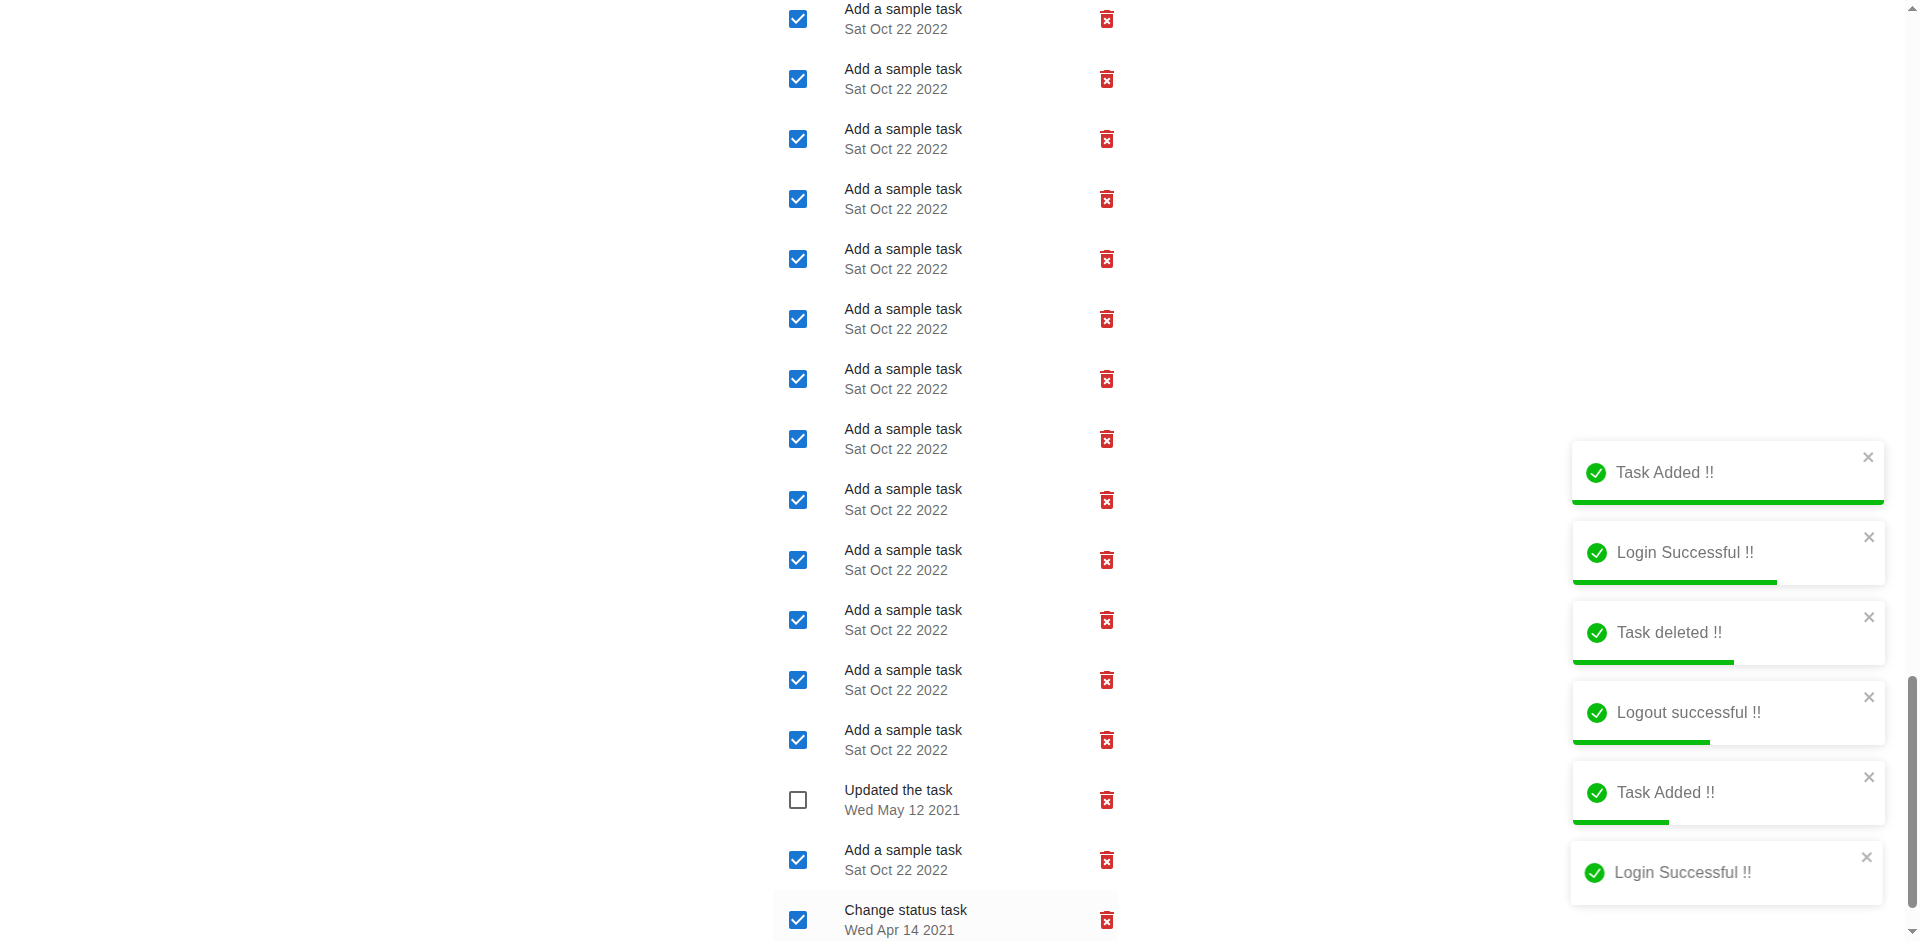 Add a sample task
Sat Oct 22 2022
Add a sample task
Sat Oct 22 2022
Add a sample task
Sat Oct 22 2022
Add a sample task
Sat Oct 22 2022
Add a sample task
Sat Oct 22 2022
Add a sample task
Sat Oct 22 2022
Add a sample task
Sat Oct 22 2022
Add a sample task
Sat Oct 22 2022
Add a sample task
Sat Oct 22 2022
Add a sample task
Sat Oct 22 2022
Add a sample task
Sat Oct 22 2022
Add a sample task
Sat Oct 22 2022
Add a sample task
Sat Oct 22 2022
Updated the task
Wed May 12 2021
Add a sample task
Sat Oct 22 2022
Change status task
Wed Apr 14 2021
Task Added !!
Login Successful !!
Task deleted !!
Logout successful !!
Task Added !!
Login Successful !!